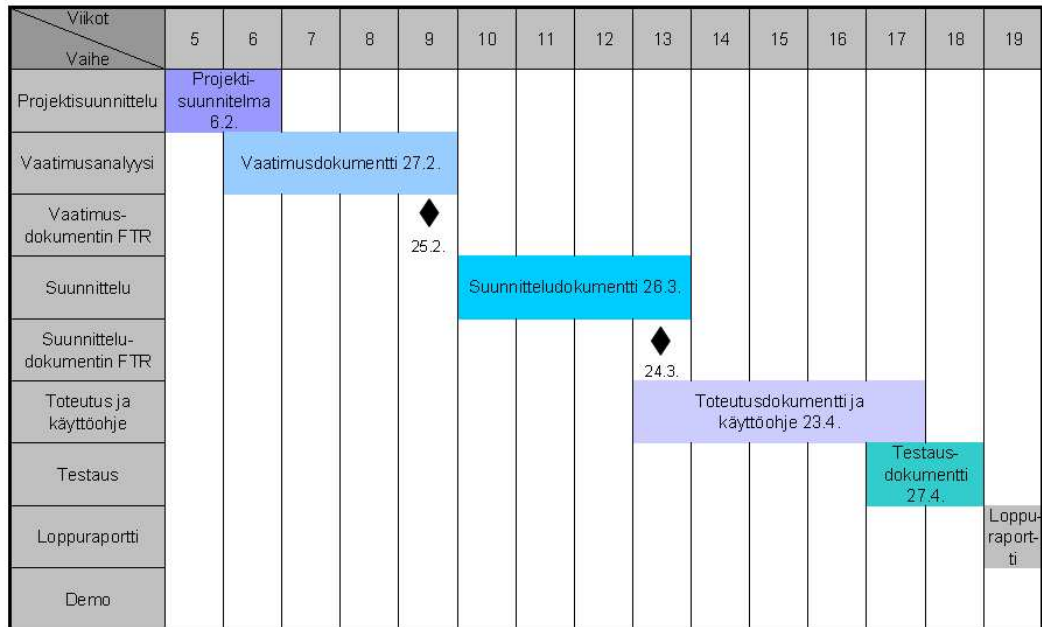 Viikot
Vaihe
5 6 7 8 9 10 11 12 13 14 15 16 17 18 19
Projektisuunnittelu
Projekti-
suunnitelma
6.2.
Vaatimusanalyysi
Vaatimusdokumentti 27.2.
Vaatimus-
dokumentin FTR
25.2.
Suunnittelu
Suunnitteludokumentti 26.3.
Suunnittelu-
dokumentin FTR
24.3.
Toteutus ja
käyttöohje
Toteutusdokumentti ja
käyttöohje 23.4.
Testaus
Testaus-
dokumentti
27.4.
Loppuraportti
Loppu-
raport-
ti
Demo